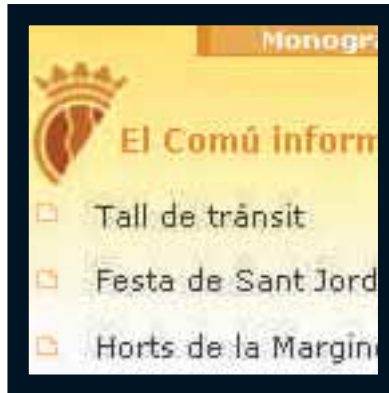 Monogra
El Comú inform
Tall de trànsit
Festa de Sant Jord
Horts de la Margin